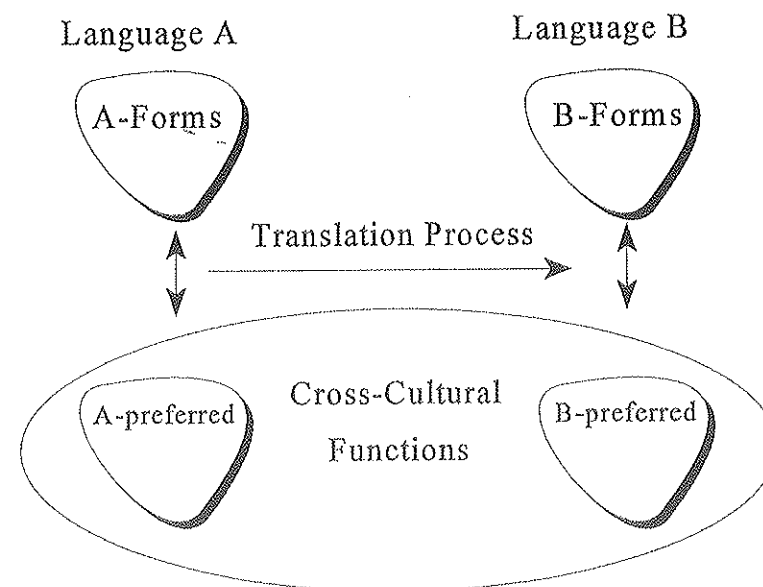 Language A
Language B
A-Forms
B-Forms
Translation Process
A-preferred
Cross-Cultural
Functions
B-preferred